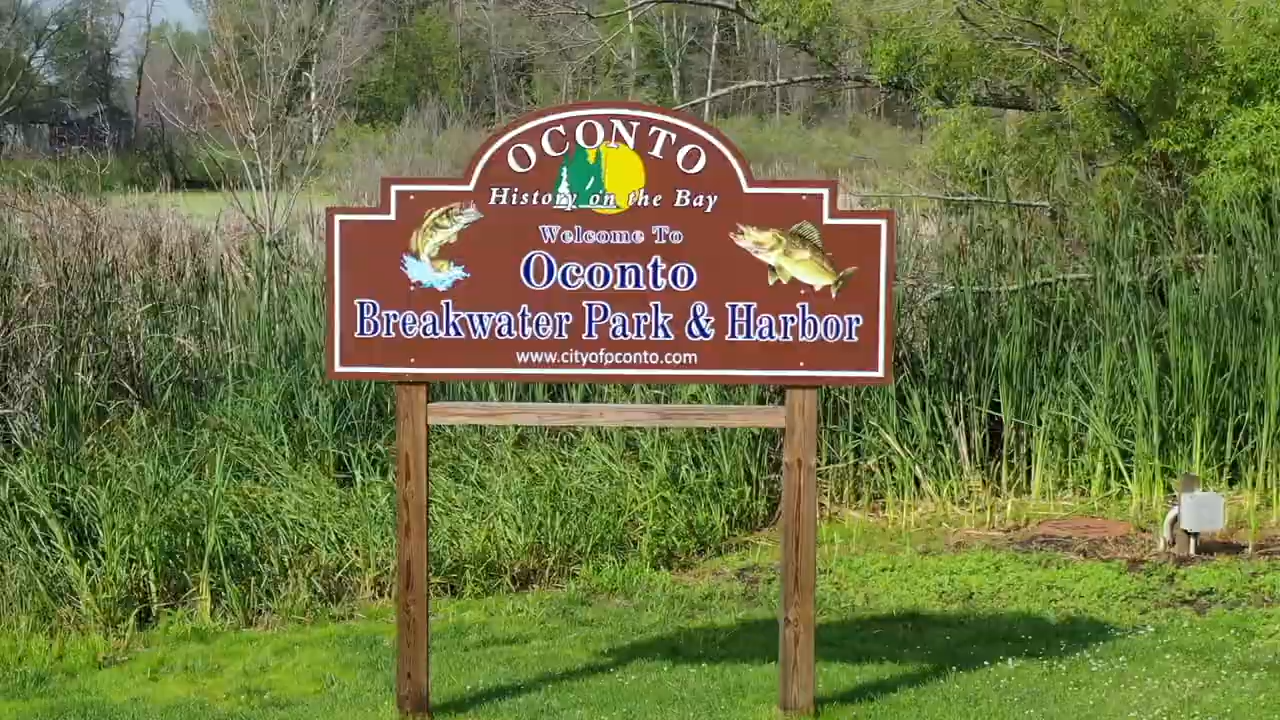 OCONTO
History on the Bay
Welcome To
Oconto
Breakwater Park & Harbor
www.cityofoconto.com